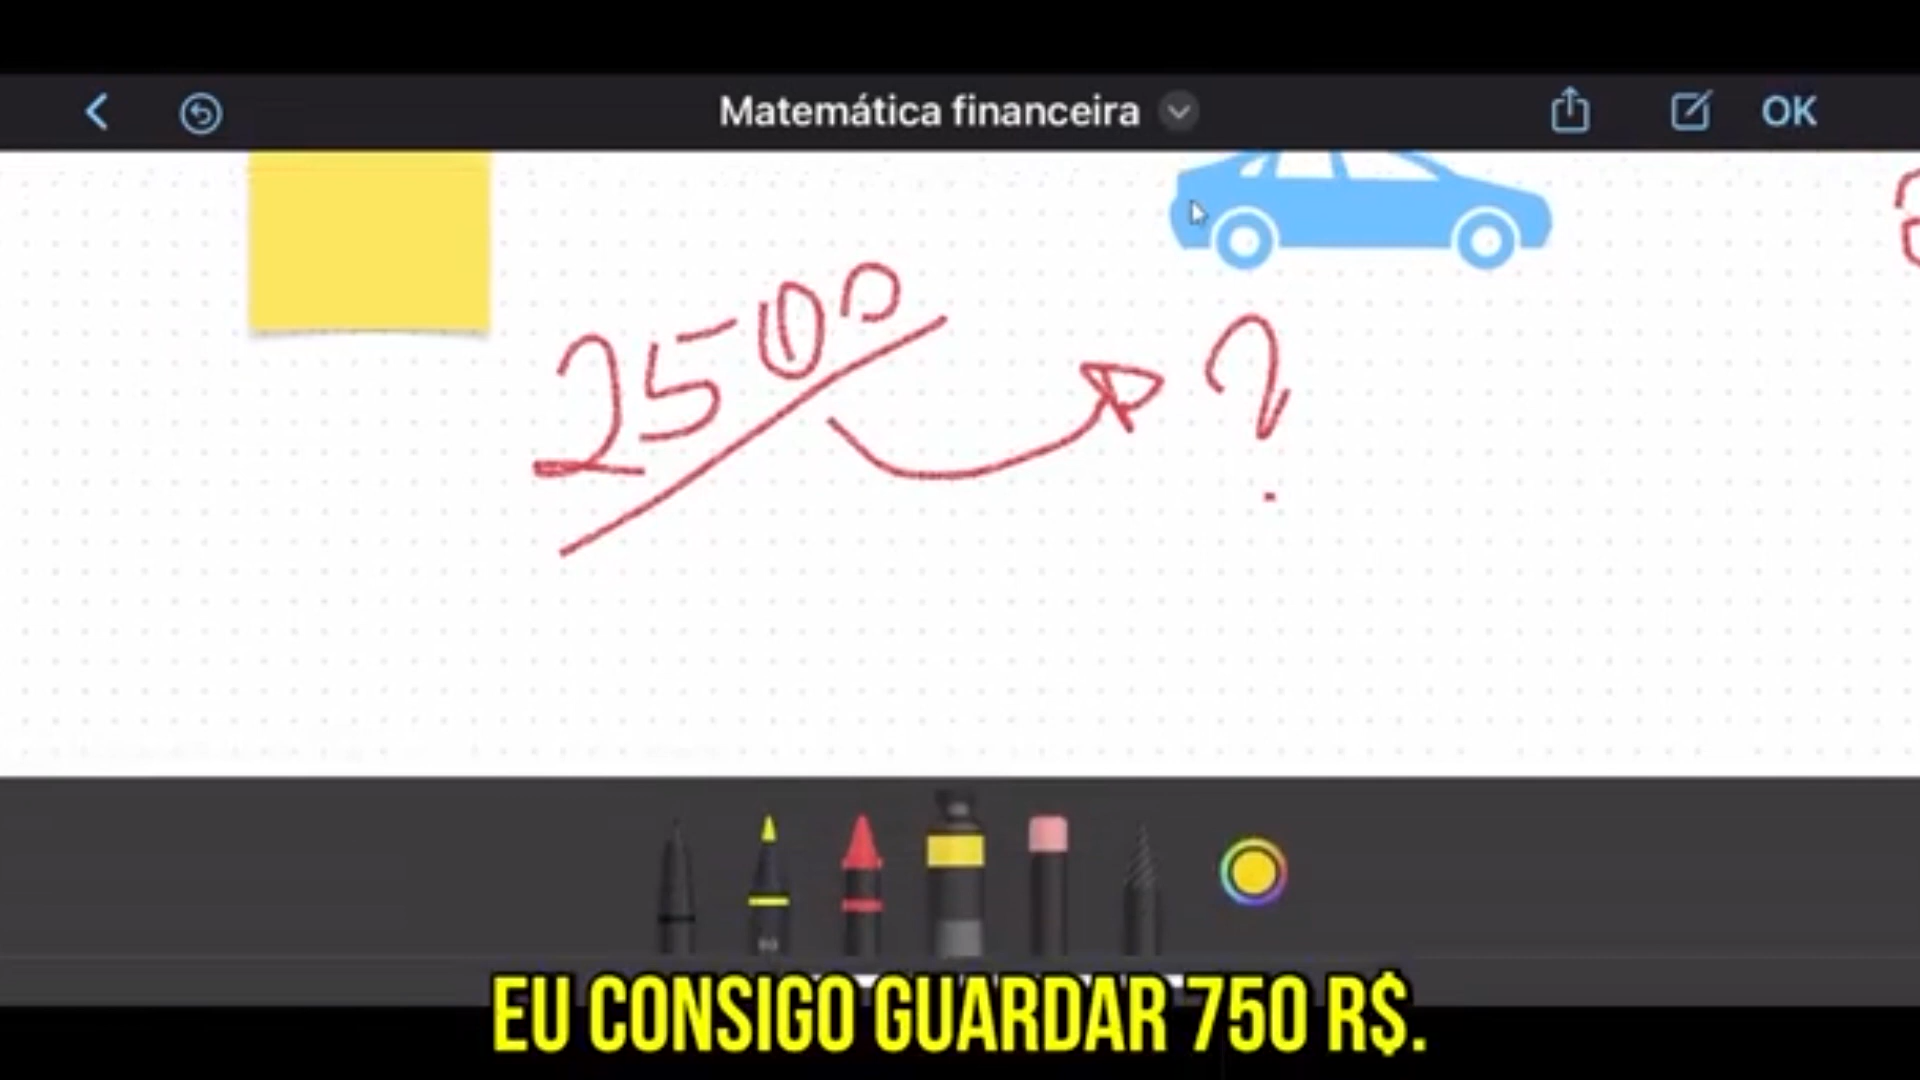 Matemática financeira
OK
2500
?
EU CONSIGO GUARDAR 750 R$.